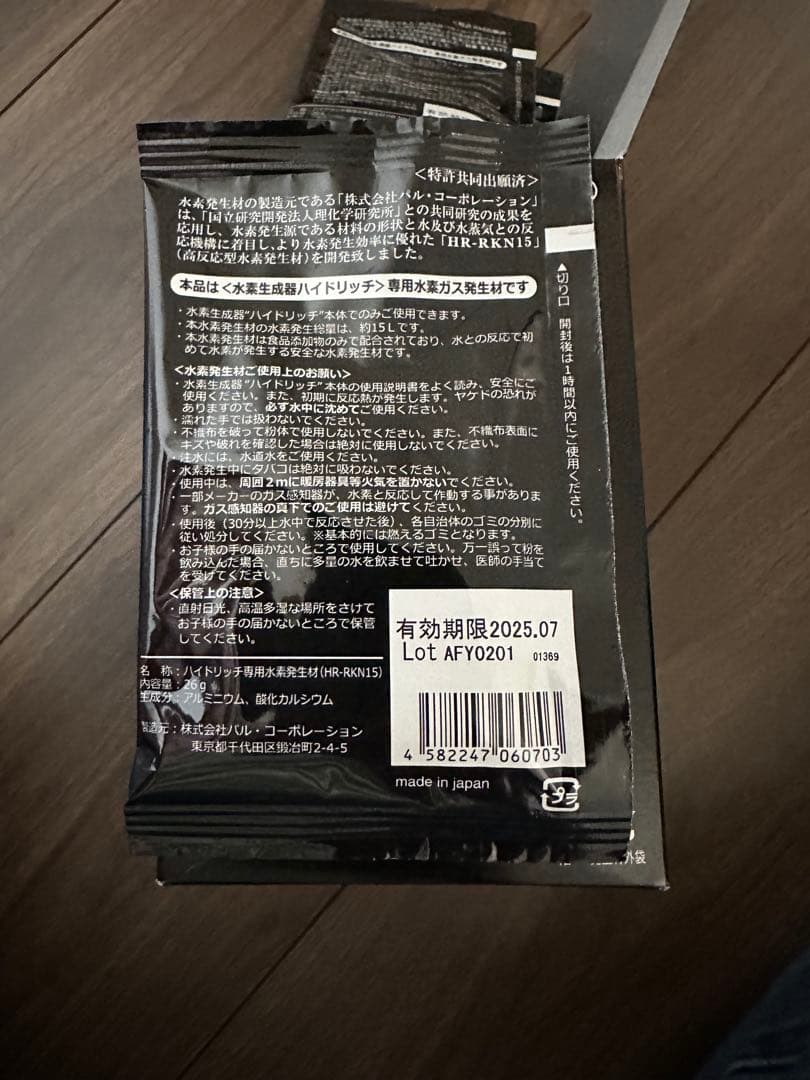 <特許共同出願済>
水素発生材の製造元である「株式会社パル・コーポレーション」
は、「国立研究開発法人理化学研究所」との共同研究の成果を
応用し、水素発生源である材料の形状と水及び水蒸気との反
応機構に着目し、より水素発生効率に優れた「HR-RKN15」
(高反応型水素発生材)を開発致しました。
本品は<水素生成器ハイドリッチ>専用水素ガス発生材です
・水素生成器"ハイドリッチ"本体でのみご使用できます。
・本水素発生材の水素発生総量は、約15Lです。
・本水素発生材は食品添加物のみで配合されており、水との反応で初
めて水素が発生する安全な水素発生材です。
<水素発生材ご使用上のお願い>
・水素生成器"ハイドリッチ"本体の使用説明書をよく読み、安全にご
使用ください。また、初期に反応熱が発生します。ヤケドの恐れが
ありますので、必ず水中に沈めてご使用ください。
・濡れた手では扱わないでください。
・不織布を破って粉体で使用しないでください。また、不織布表面に
キズや破れを確認した場合は絶対に使用しないでください。
・注水には、水道水をご使用ください。
・水素発生中にタバコは絶対に吸わないでください。
・使用中は、周囲2mに暖房器具等火気を置かないでください。
・一部メーカーのガス感知器が、水素と反応して作動する事がありま
す。ガス感知器の真下でのご使用は避けてください。
・使用後(30分以上水中で反応させた後)、各自治体のゴミの分別に
従い処分してください。※基本的には燃えるゴミとなります。
・お子様の手の届かないところで使用してください。万一誤って粉を
飲み込んだ場合、直ちに多量の水を飲ませて吐かせ、医師の手当て
を受けてください。
<保管上の注意>
・直射日光、高温多湿な場所をさけて
お子様の手の届かないところで保管
してください。
名 称:ハイドリッチ専用水素発生材(HR-RKN15)
内容量:26g
主成分:アルミニウム、酸化カルシウム
製造元:株式会社パル・コーポレーション
東京都千代田区鍛冶町2-4-5
▲切り口 開封後は1時間以内にご使用ください。
有効期限2025.07
Lot AFY0201 01369
4 582247 060703
made in japan
プラ
外袋